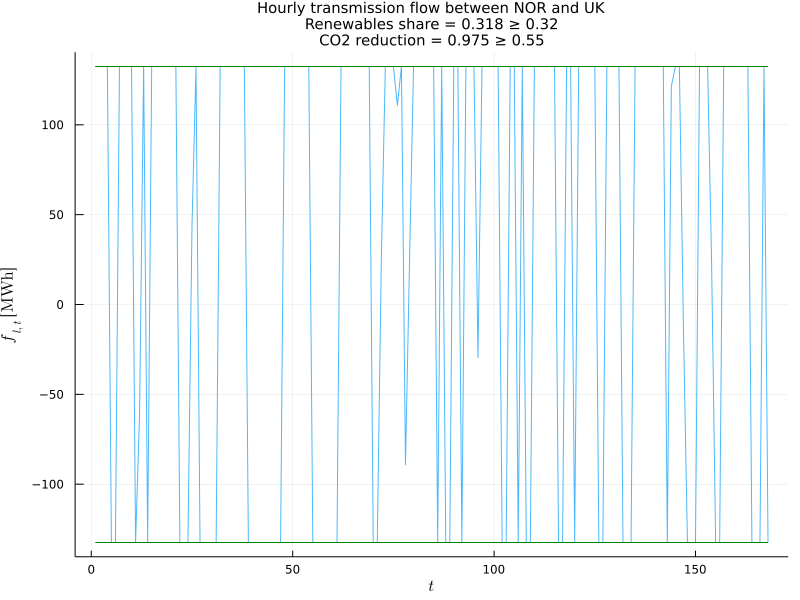 Hourly transmission flow between NOR and UK
Renewables share = 0.318 ≥ 0.32
CO2 reduction = 0.975 ≥ 0.55
100
50
0
−50
−100
f_{l,t} [MWh]
0 50 100 150
t